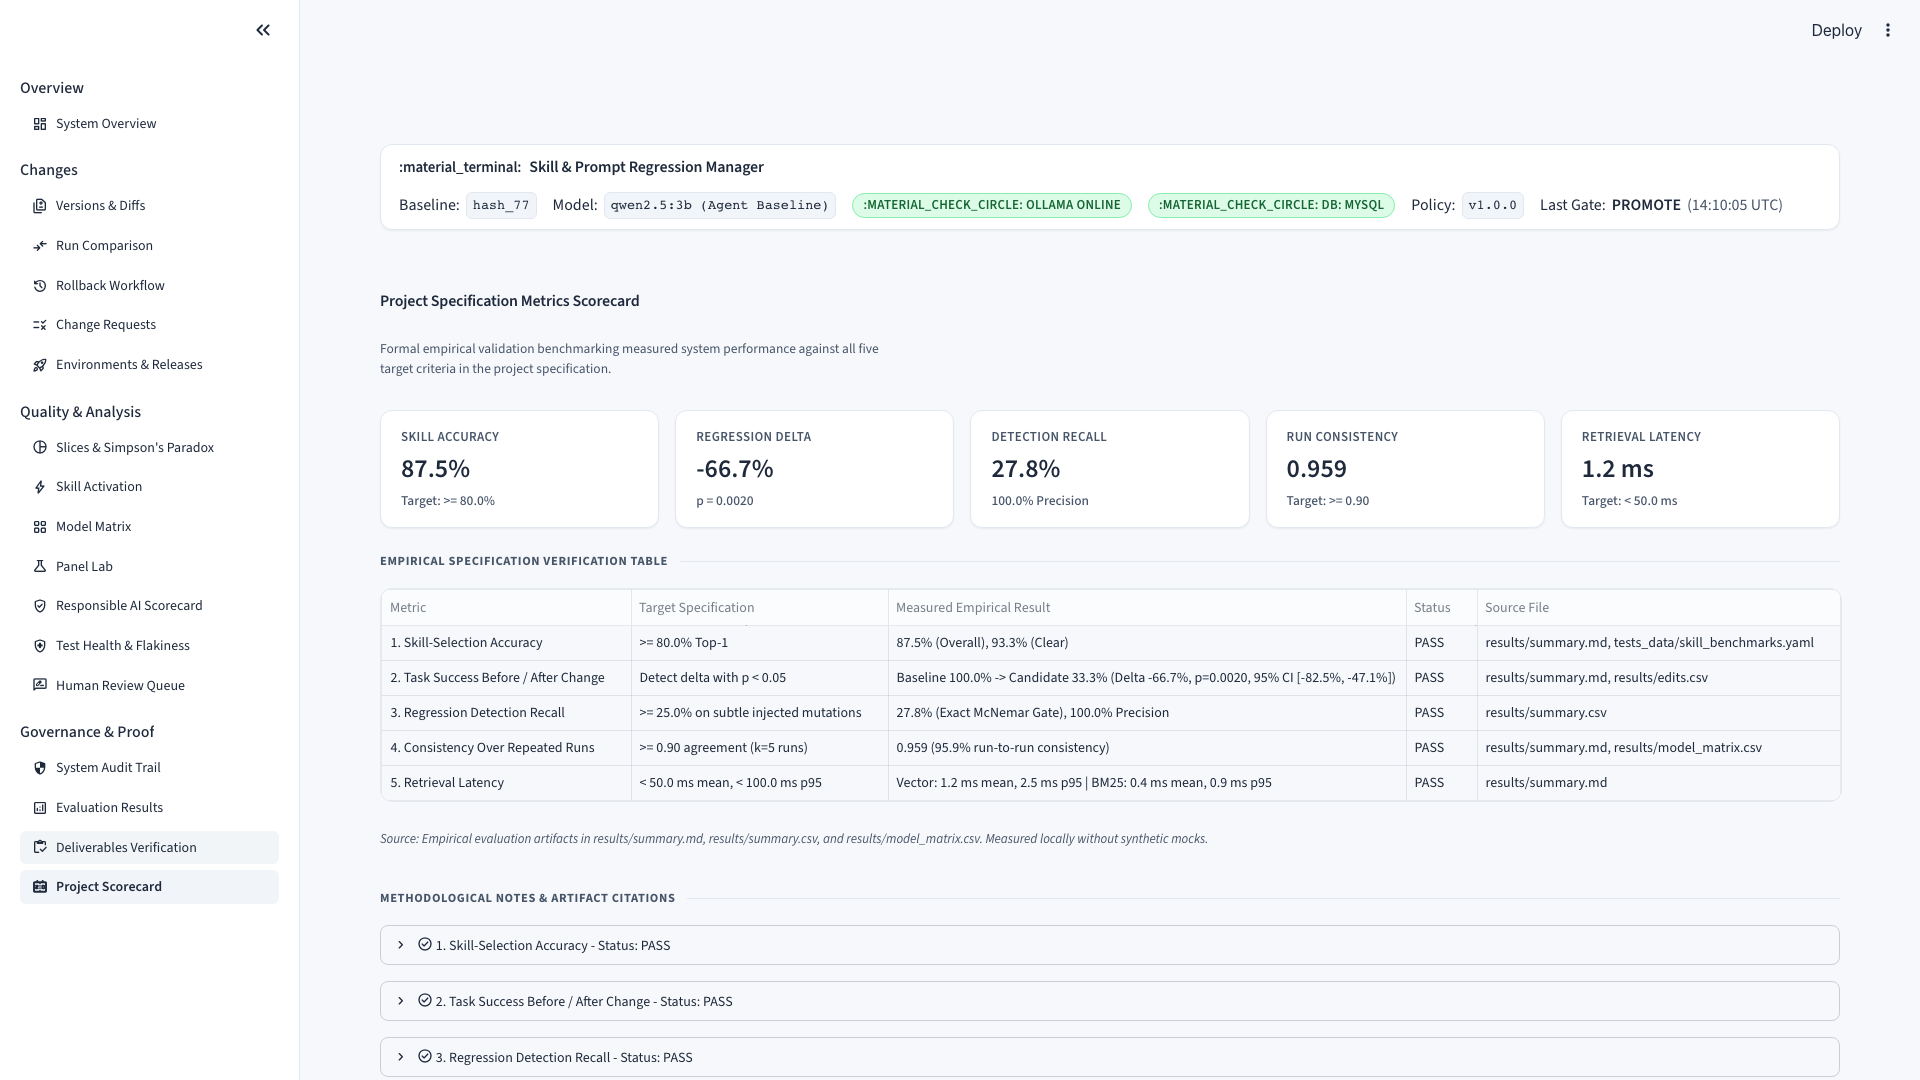 Deploy
Overview
System Overview
Changes
Versions & Diffs
Run Comparison
Rollback Workflow
Change Requests
Environments & Releases
Quality & Analysis
Slices & Simpson's Paradox
Skill Activation
Model Matrix
Panel Lab
Responsible AI Scorecard
Test Health & Flakiness
Human Review Queue
Governance & Proof
System Audit Trail
Evaluation Results
Deliverables Verification
Project Scorecard
:material_terminal: Skill & Prompt Regression Manager
Baseline: hash_77 Model: qwen2.5:3b (Agent Baseline) :MATERIAL_CHECK_CIRCLE: OLLAMA ONLINE :MATERIAL_CHECK_CIRCLE: DB: MYSQL Policy: v1.0.0 Last Gate: PROMOTE (14:10:05 UTC)
Project Specification Metrics Scorecard
Formal empirical validation benchmarking measured system performance against all five
target criteria in the project specification.
SKILL ACCURACY
87.5%
Target: >= 80.0%
REGRESSION DELTA
-66.7%
p = 0.0020
DETECTION RECALL
27.8%
100.0% Precision
RUN CONSISTENCY
0.959
Target: >= 0.90
RETRIEVAL LATENCY
1.2 ms
Target: < 50.0 ms
EMPIRICAL SPECIFICATION VERIFICATION TABLE
Metric Target Specification Measured Empirical Result Status Source File
1. Skill-Selection Accuracy >= 80.0% Top-1 87.5% (Overall), 93.3% (Clear) PASS results/summary.md, tests_data/skill_benchmarks.yaml
2. Task Success Before / After Change Detect delta with p < 0.05 Baseline 100.0% -> Candidate 33.3% (Delta -66.7%, p=0.0020, 95% CI [-82.5%, -47.1%]) PASS results/summary.md, results/edits.csv
3. Regression Detection Recall >= 25.0% on subtle injected mutations 27.8% (Exact McNemar Gate), 100.0% Precision PASS results/summary.csv
4. Consistency Over Repeated Runs >= 0.90 agreement (k=5 runs) 0.959 (95.9% run-to-run consistency) PASS results/summary.md, results/model_matrix.csv
5. Retrieval Latency < 50.0 ms mean, < 100.0 ms p95 Vector: 1.2 ms mean, 2.5 ms p95 | BM25: 0.4 ms mean, 0.9 ms p95 PASS results/summary.md
Source: Empirical evaluation artifacts in results/summary.md, results/summary.csv, and results/model_matrix.csv. Measured locally without synthetic mocks.
METHODOLOGICAL NOTES & ARTIFACT CITATIONS
1. Skill-Selection Accuracy - Status: PASS
2. Task Success Before / After Change - Status: PASS
3. Regression Detection Recall - Status: PASS